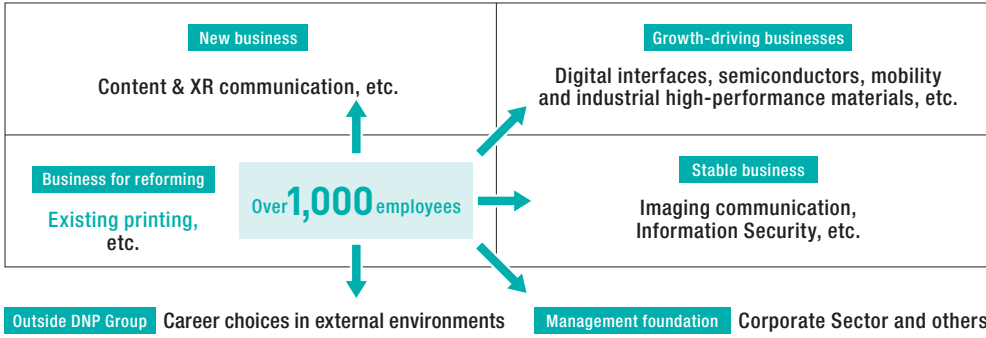 New business
Content & XR communication, etc.
Growth-driving businesses
Digital interfaces, semiconductors, mobility
and industrial high-performance materials, etc.
Business for reforming
Existing printing,
etc.
Over 1,000 employees
Stable business
Imaging communication,
Information Security, etc.
Outside DNP Group Career choices in external environments
Management foundation Corporate Sector and others